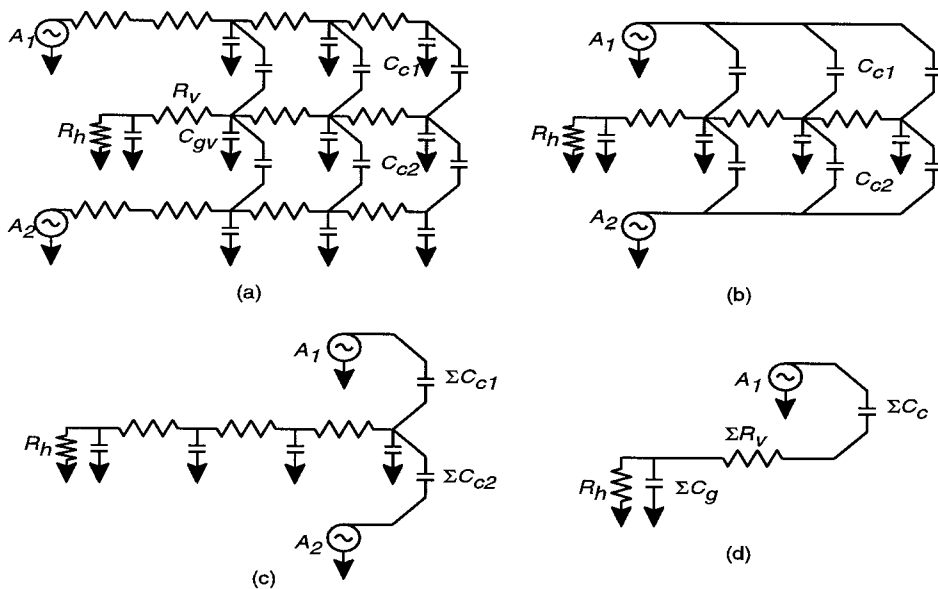 A1
Cc1
Rv
Rh
Cgv
Cc2
A2
(a)
A1
Cc1
Rh
Cc2
A2
(b)
A1
ΣCc1
Rh
ΣCc2
A2
(c)
A1
ΣCc
ΣRv
Rh
ΣCg
(d)